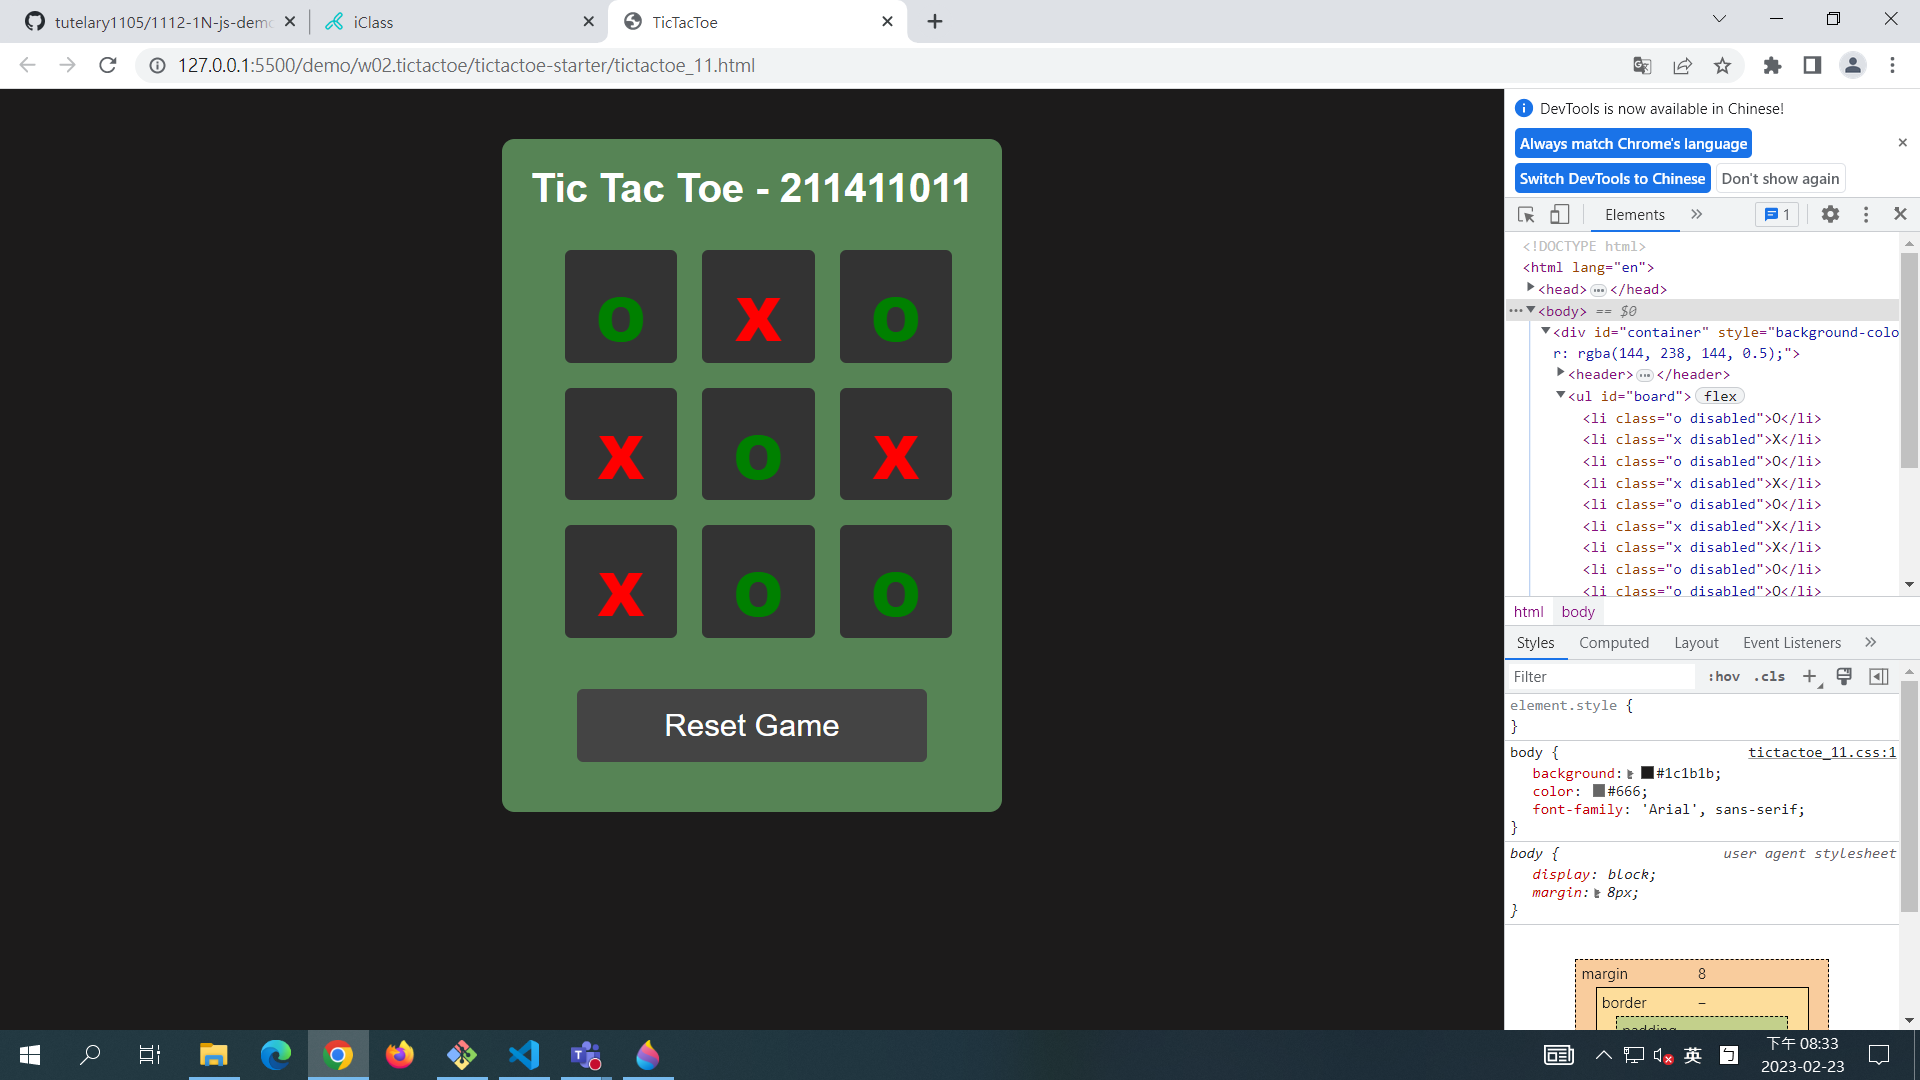 tutelary1105/1112-1N-js-demo
iClass
TicTacToe
127.0.0.1:5500/demo/w02.tictactoe/tictactoe-starter/tictactoe_11.html
Tic Tac Toe - 211411011
O X O
X O X
X O O
Reset Game
DevTools is now available in Chinese!
Always match Chrome's language
Switch DevTools to Chinese
Don't show again
Elements
1
<!DOCTYPE html>
<html lang="en">
<head> ••• </head>
<body> == $0
<div id="container" style="background-colo
r: rgba(144, 238, 144, 0.5);">
<header> ••• </header>
<ul id="board"> flex
<li class="o disabled">O</li>
<li class="x disabled">X</li>
<li class="o disabled">O</li>
<li class="x disabled">X</li>
<li class="o disabled">O</li>
<li class="x disabled">X</li>
<li class="x disabled">X</li>
<li class="o disabled">O</li>
<li class="o disabled">O</li>
html body
Styles Computed Layout Event Listeners
Filter :hov .cls
element.style {
}
body { tictactoe_11.css:1
background: #1c1b1b;
color: #666;
font-family: 'Arial', sans-serif;
}
body { user agent stylesheet
display: block;
margin: 8px;
}
margin 8
border –
padding
英
下午 08:33
2023-02-23